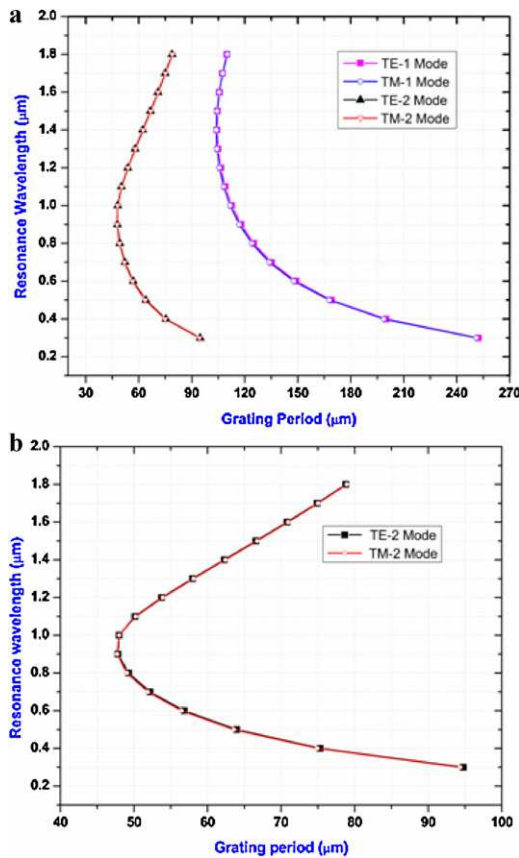 a
2.0
1.8
1.6
1.4
1.2
1.0
0.8
0.6
0.4
0.2
Resonance Wavelength (μm)
TE-1 Mode
TM-1 Mode
TE-2 Mode
TM-2 Mode
30 60 90 120 150 180 210 240 270
Grating Period (μm)
b
2.0
1.8
1.6
1.4
1.2
1.0
0.8
0.6
0.4
0.2
Resonance wavelength (μm)
TE-2 Mode
TM-2 Mode
40 50 60 70 80 90 100
Grating period (μm)